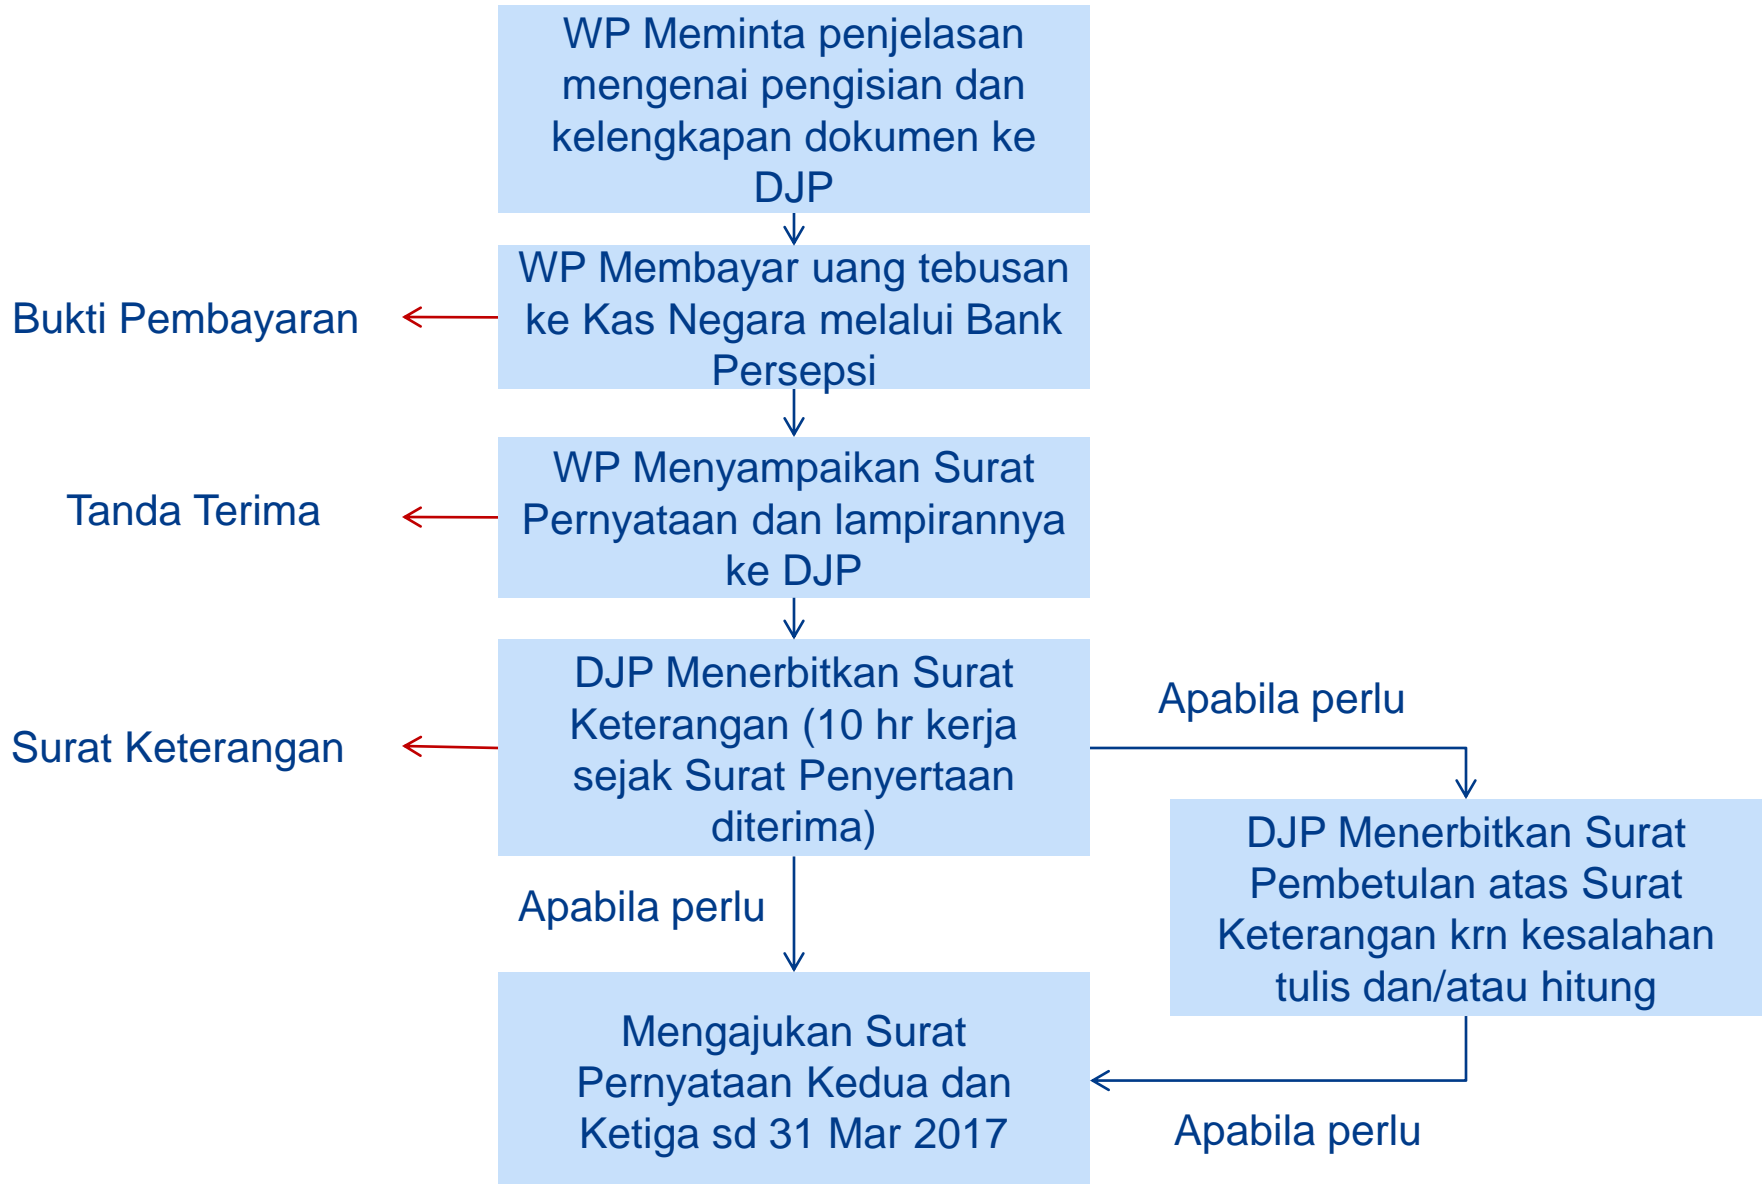 WP Meminta penjelasan
mengenai pengisian dan
kelengkapan dokumen ke
DJP
WP Membayar uang tebusan
ke Kas Negara melalui Bank
Persepsi
Bukti Pembayaran
WP Menyampaikan Surat
Pernyataan dan lampirannya
ke DJP
Tanda Terima
DJP Menerbitkan Surat
Keterangan (10 hr kerja
sejak Surat Penyertaan
diterima)
Surat Keterangan
Apabila perlu
DJP Menerbitkan Surat
Pembetulan atas Surat
Keterangan krn kesalahan
tulis dan/atau hitung
Apabila perlu
Mengajukan Surat
Pernyataan Kedua dan
Ketiga sd 31 Mar 2017
Apabila perlu